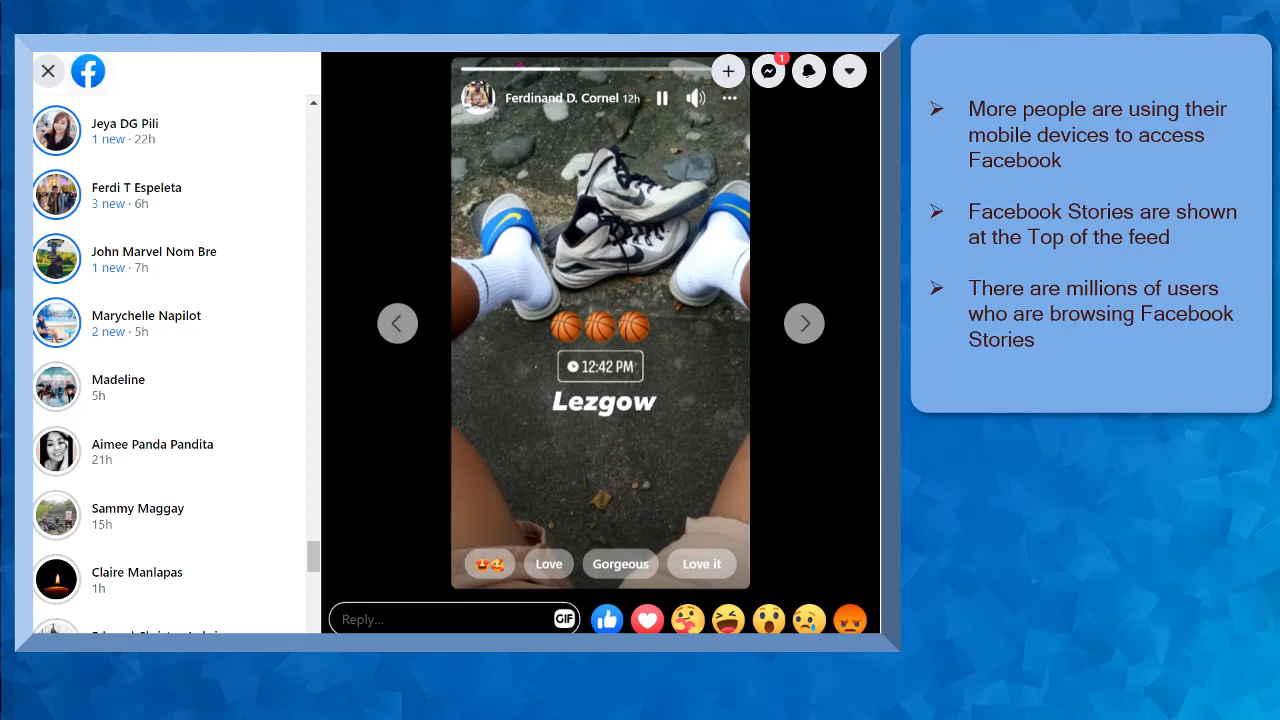 Jeya DG Pili
1 new · 22h
Ferdi T Espeleta
3 new · 6h
John Marvel Nom Bre
1 new · 7h
Marychelle Napilot
2 new · 5h
Madeline
5h
Aimee Panda Pandita
21h
Sammy Maggay
15h
Claire Manlapas
1h
1
Ferdinand D. Cornel 12h
12:42 PM
Lezgow
Love
Gorgeous
Love it
Reply...
GIF
More people are using their
mobile devices to access
Facebook
Facebook Stories are shown
at the Top of the feed
There are millions of users
who are browsing Facebook
Stories